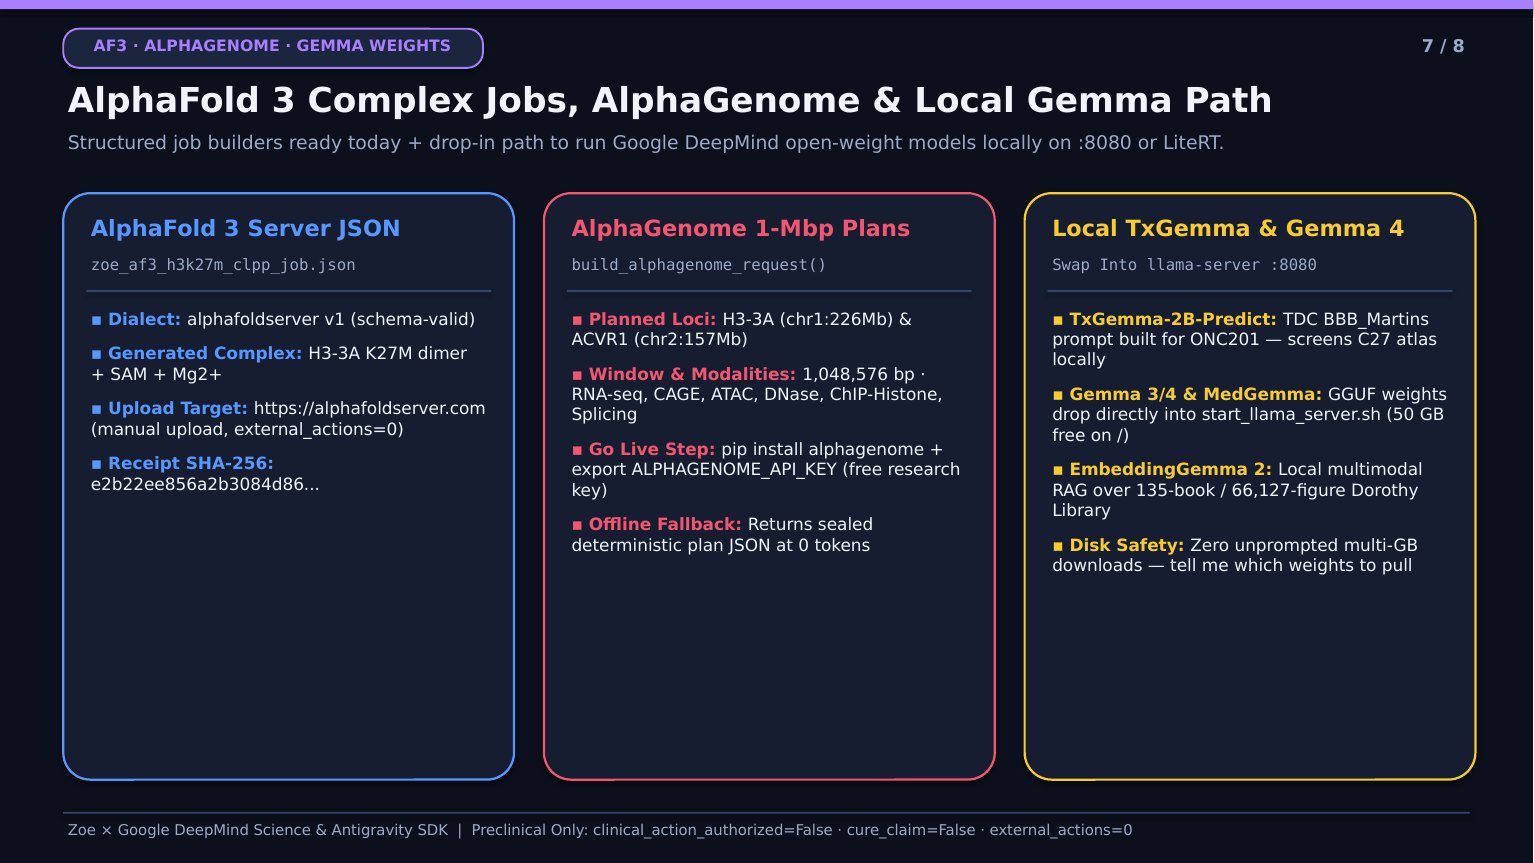 AF3 · ALPHAGENOME · GEMMA WEIGHTS
7 / 8
AlphaFold 3 Complex Jobs, AlphaGenome & Local Gemma Path
Structured job builders ready today + drop-in path to run Google DeepMind open-weight models locally on :8080 or LiteRT.
AlphaFold 3 Server JSON
zoe_af3_h3k27m_clpp_job.json
▪ Dialect: alphafoldserver v1 (schema-valid)
▪ Generated Complex: H3-3A K27M dimer
+ SAM + Mg2+
▪ Upload Target: https://alphafoldserver.com
(manual upload, external_actions=0)
▪ Receipt SHA-256:
e2b22ee856a2b3084d86...
AlphaGenome 1-Mbp Plans
build_alphagenome_request()
▪ Planned Loci: H3-3A (chr1:226Mb) &
ACVR1 (chr2:157Mb)
▪ Window & Modalities: 1,048,576 bp ·
RNA-seq, CAGE, ATAC, DNase, ChIP-Histone,
Splicing
▪ Go Live Step: pip install alphagenome +
export ALPHAGENOME_API_KEY (free research
key)
▪ Offline Fallback: Returns sealed
deterministic plan JSON at 0 tokens
Local TxGemma & Gemma 4
Swap Into llama-server :8080
▪ TxGemma-2B-Predict: TDC BBB_Martins
prompt built for ONC201 — screens C27 atlas
locally
▪ Gemma 3/4 & MedGemma: GGUF weights
drop directly into start_llama_server.sh (50 GB
free on /)
▪ EmbeddingGemma 2: Local multimodal
RAG over 135-book / 66,127-figure Dorothy
Library
▪ Disk Safety: Zero unprompted multi-GB
downloads — tell me which weights to pull
Zoe × Google DeepMind Science & Antigravity SDK | Preclinical Only: clinical_action_authorized=False · cure_claim=False · external_actions=0